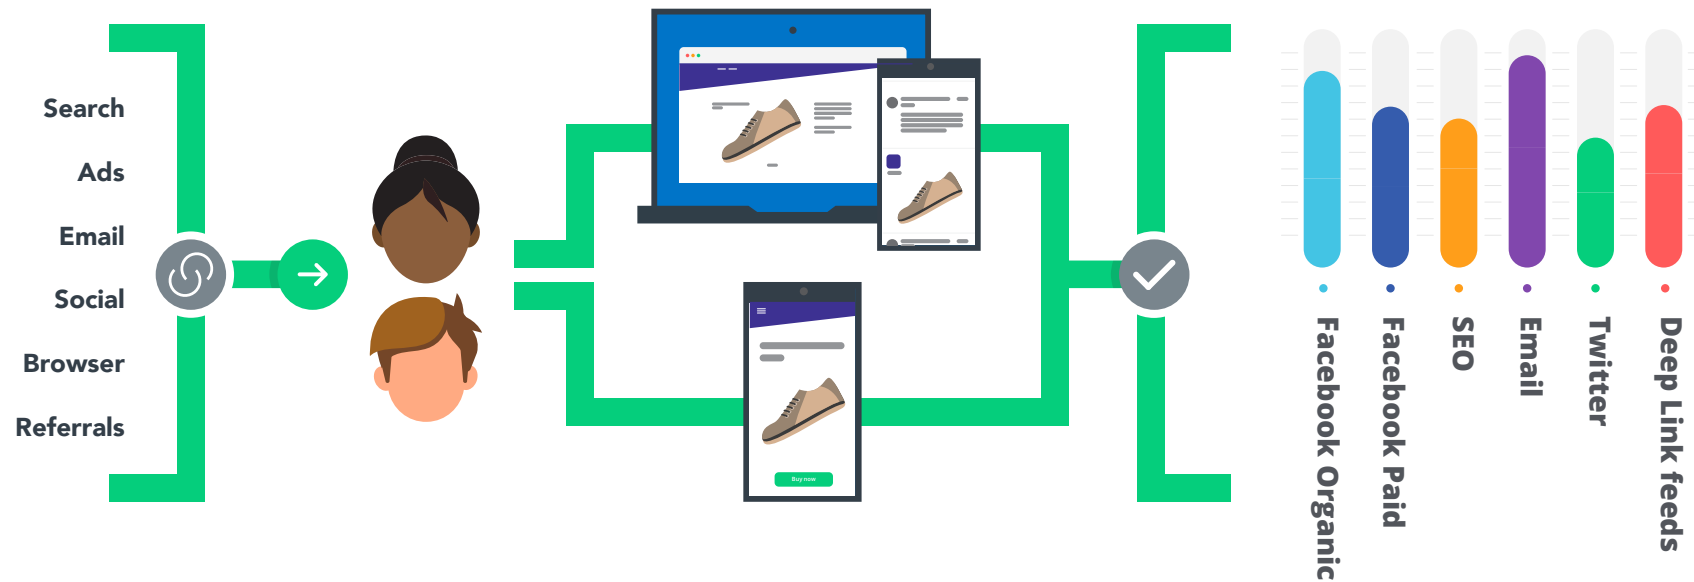 Search
Ads
Email
Social
Browser
Referrals
Buy now
Facebook Organic
Facebook Paid
SEO
Email
Twitter
Deep Link feeds